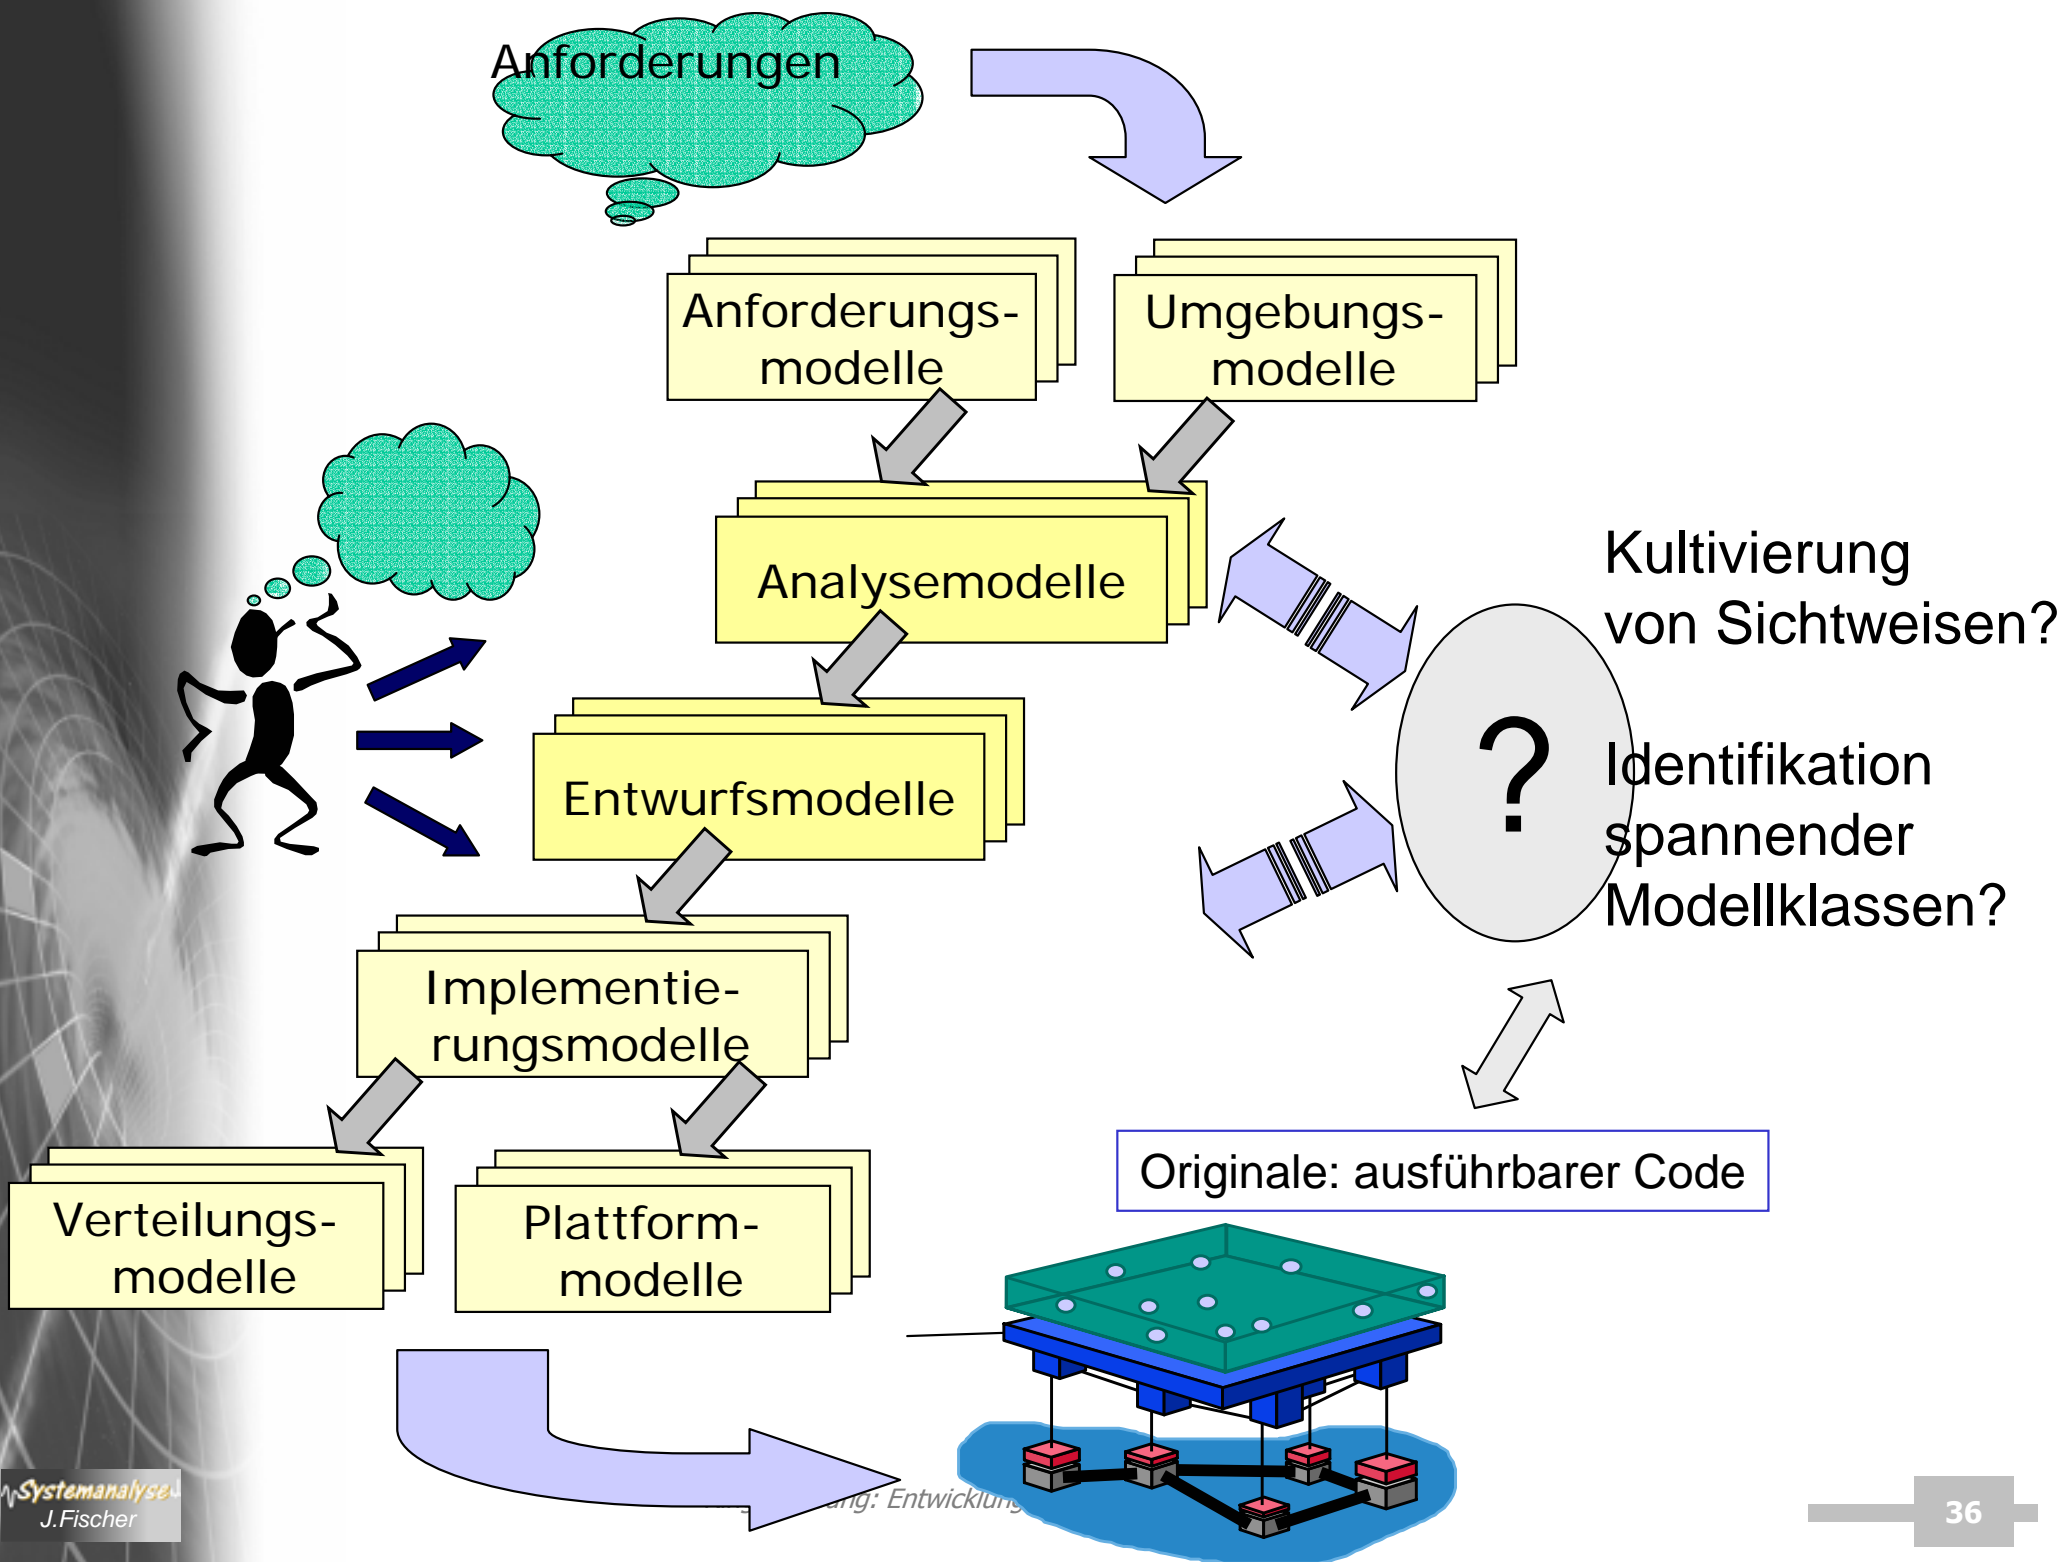 Anforderungen
Anforderungs-
modelle
Umgebungs-
modelle
Analysemodelle
Kultivierung
von Sichtweisen?
Entwurfsmodelle
?
Identifikation
spannender
Modellklassen?
Implementie-
rungsmodelle
Verteilungs-
modelle
Plattform-
modelle
Originale: ausführbarer Code
Entwicklung
Systemanalyse
J.Fischer
36